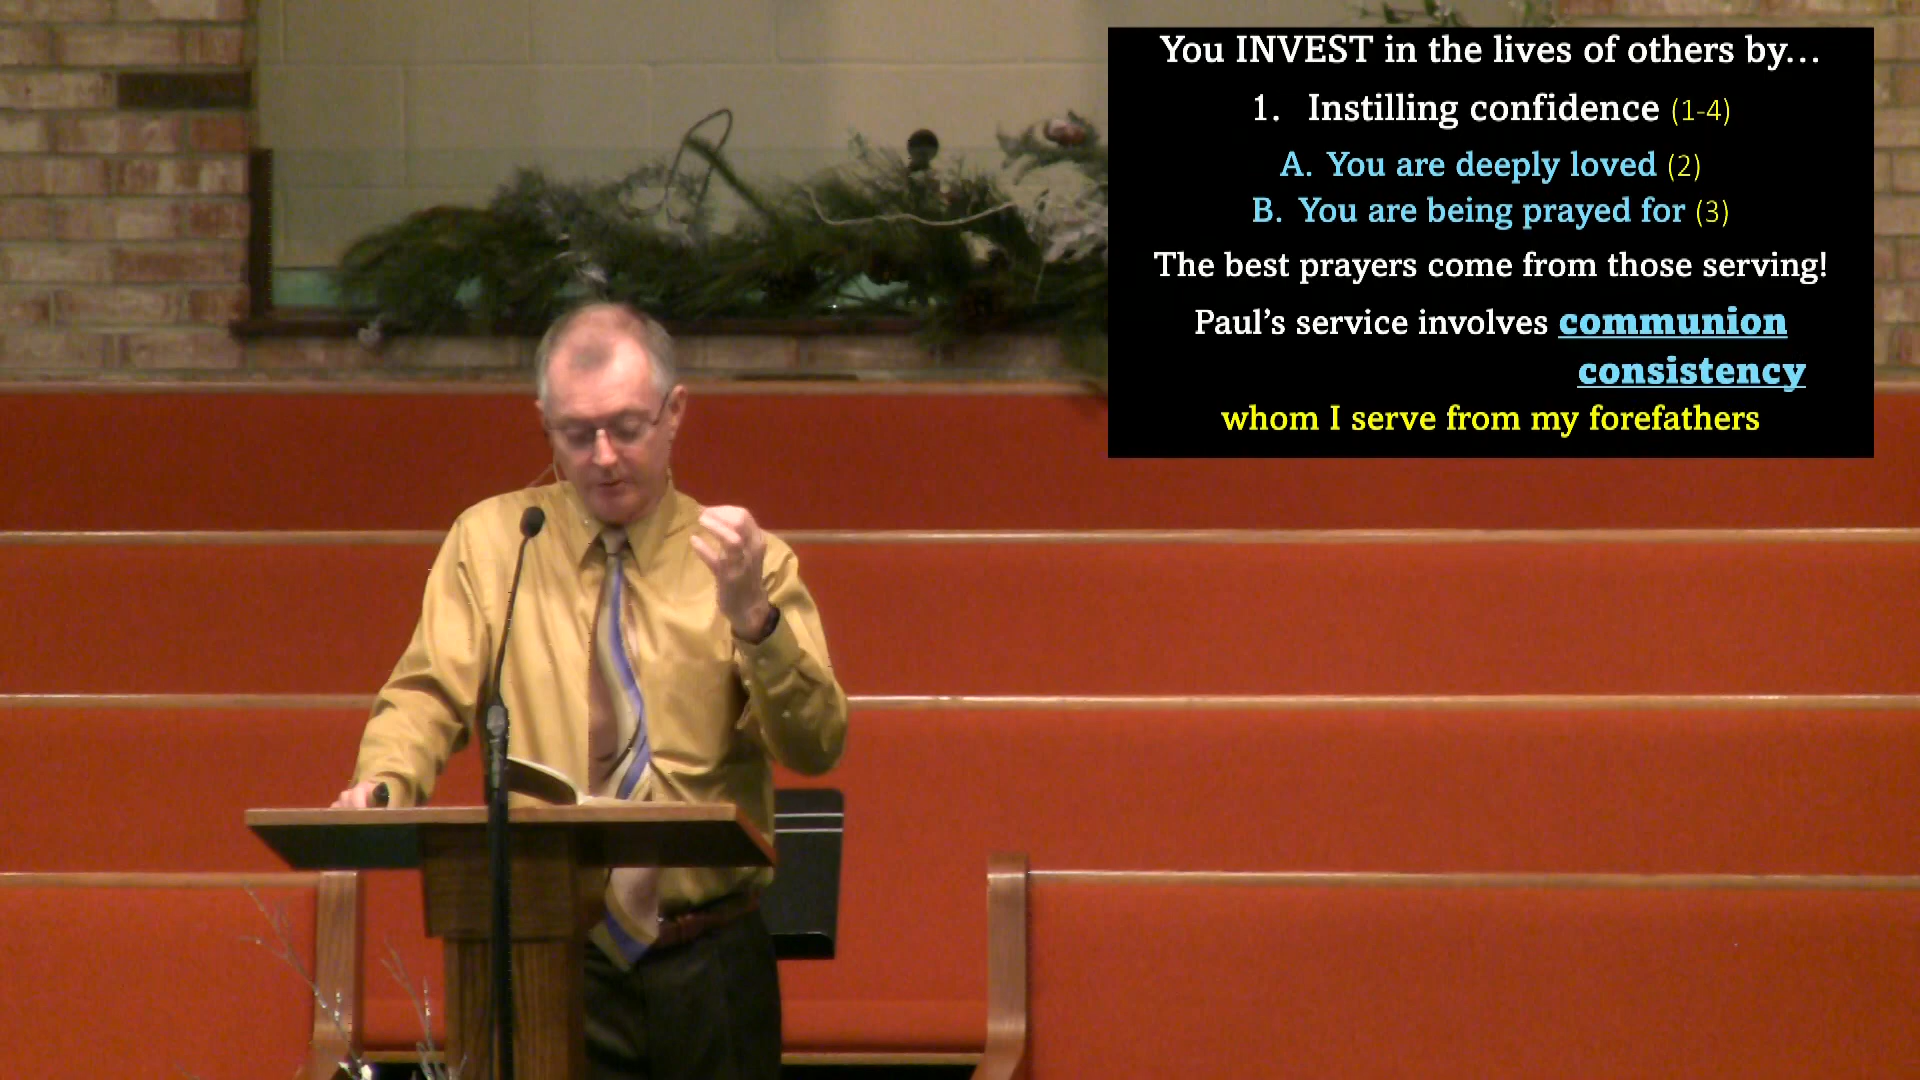 You INVEST in the lives of others by…
1. Instilling confidence (1-4)
A. You are deeply loved (2)
B. You are being prayed for (3)
The best prayers come from those serving!
Paul’s service involves communion
consistency
whom I serve from my forefathers